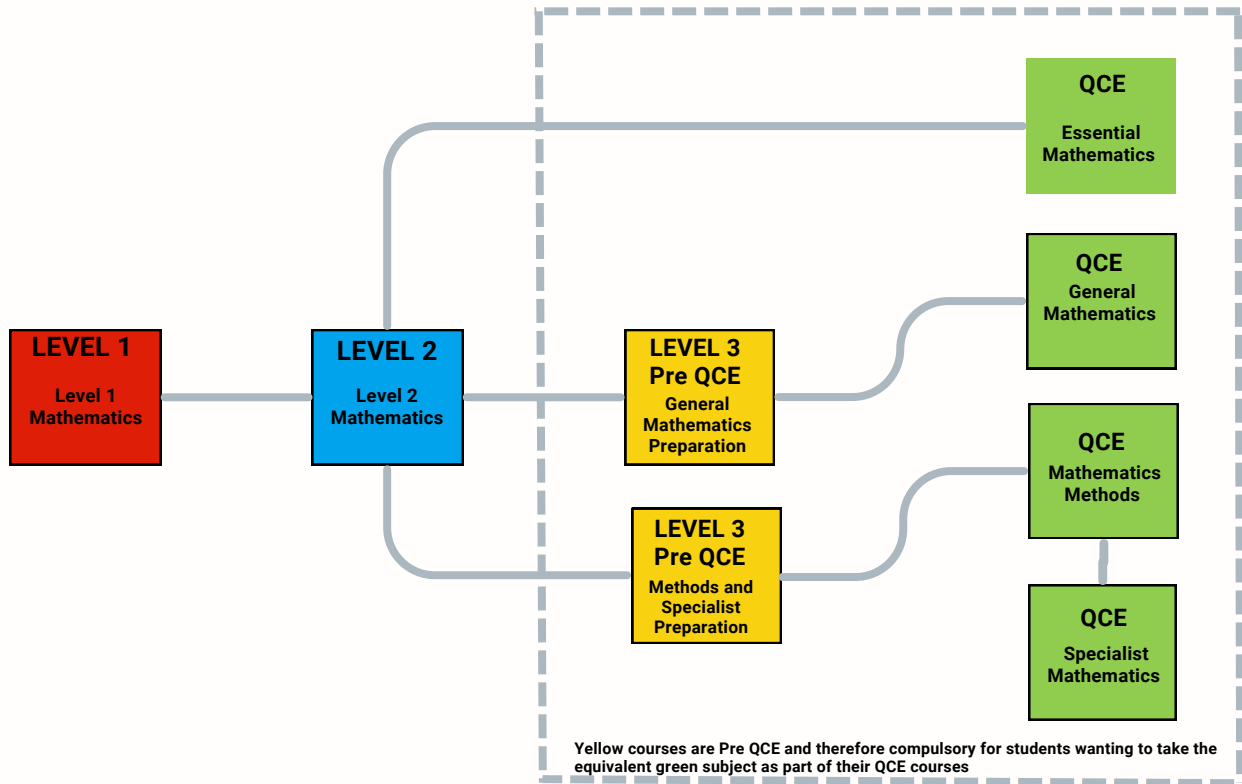 QCE
Essential
Mathematics
QCE
General
Mathematics
LEVEL 1
Level 1
Mathematics
LEVEL 2
Level 2
Mathematics
LEVEL 3
Pre QCE
General
Mathematics
Preparation
QCE
Mathematics
Methods
LEVEL 3
Pre QCE
Methods and
Specialist
Preparation
QCE
Specialist
Mathematics
Yellow courses are Pre QCE and therefore compulsory for students wanting to take the
equivalent green subject as part of their QCE courses